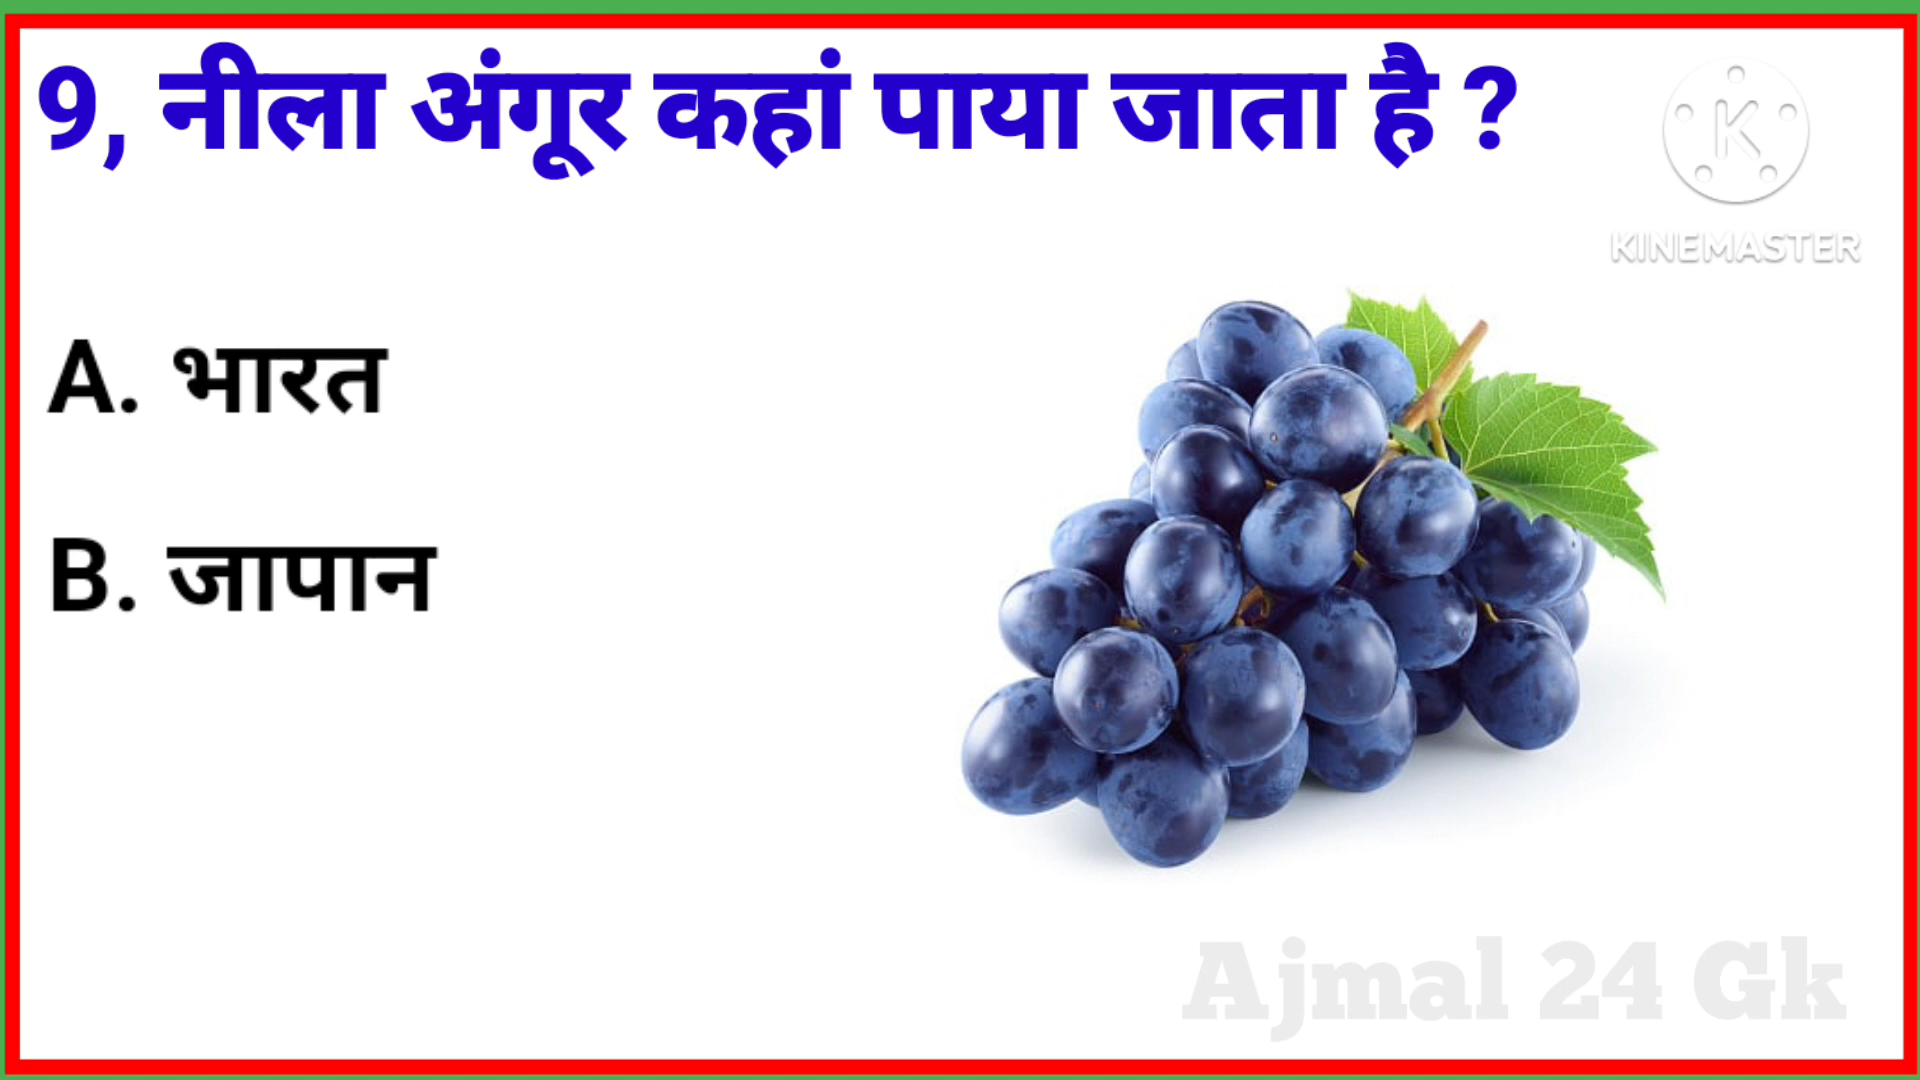 9, नीला अंगूर कहां पाया जाता है ?
K
KINEMASTER
A. भारत
B. जापान
Ajmal 24 Gk